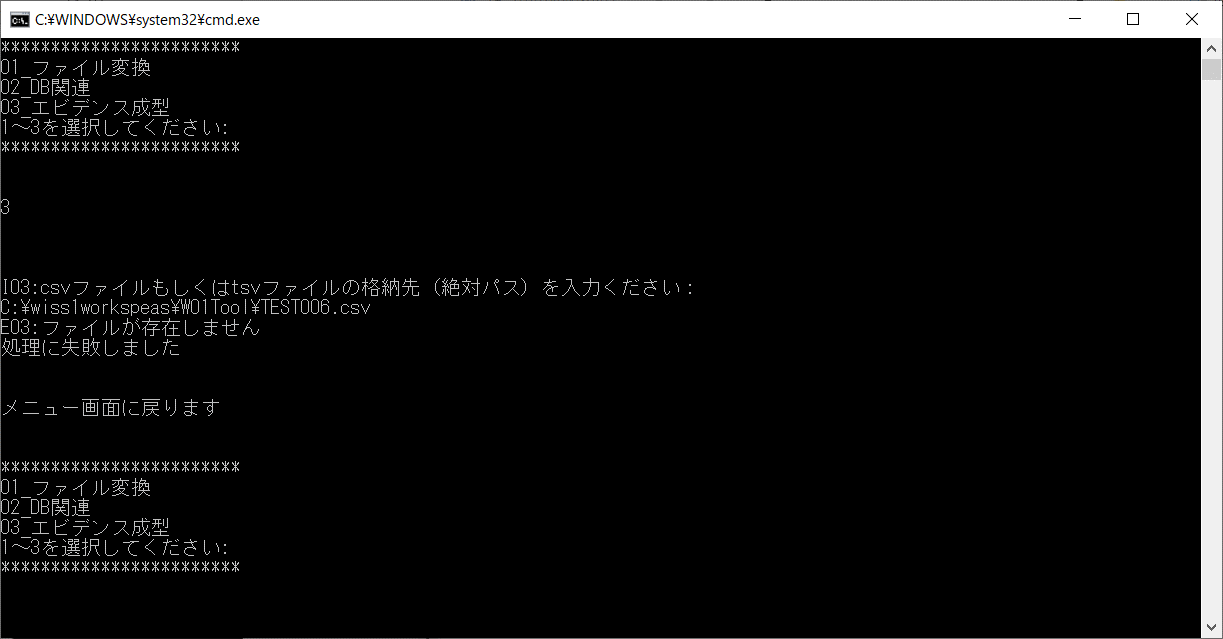 C:¥WINDOWS¥system32¥cmd.exe
************************
01_ファイル変換
02_DB関連
03_エビデンス成型
1～3を選択してください:
************************
3
I03:csvファイルもしくはtsvファイルの格納先（絶対パス）を入力ください：
C:¥wiss1workspeas¥W01Tool¥TEST006.csv
E03:ファイルが存在しません
処理に失敗しました
メニュー画面に戻ります
************************
01_ファイル変換
02_DB関連
03_エビデンス成型
1～3を選択してください:
************************